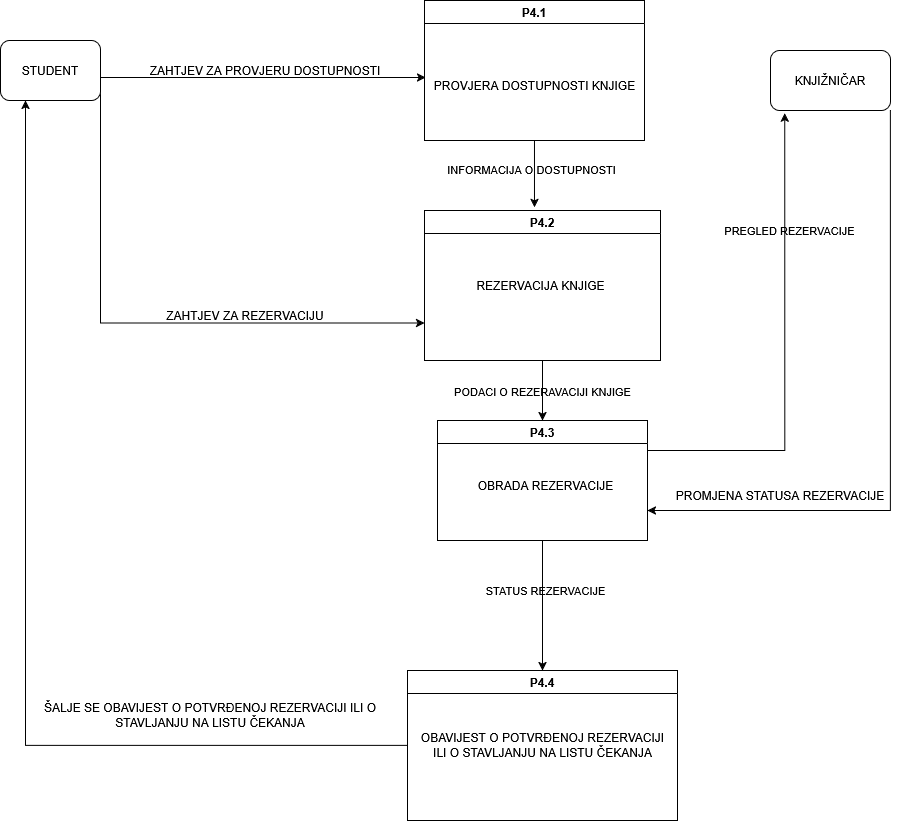 P4.1
STUDENT
ZAHTJEV ZA PROVJERU DOSTUPNOSTI
PROVJERA DOSTUPNOSTI KNJIGE
KNJIŽNIČAR
INFORMACIJA O DOSTUPNOSTI
P4.2
PREGLED REZERVACIJE
REZERVACIJA KNJIGE
ZAHTJEV ZA REZERVACIJU
PODACI O REZERAVACIJI KNJIGE
P4.3
OBRADA REZERVACIJE
PROMJENA STATUSA REZERVACIJE
STATUS REZERVACIJE
P4.4
ŠALJE SE OBAVIJEST O POTVRĐENOJ REZERVACIJI ILI O
STAVLJANJU NA LISTU ČEKANJA
OBAVIJEST O POTVRĐENOJ REZERVACIJI
ILI O STAVLJANJU NA LISTU ČEKANJA